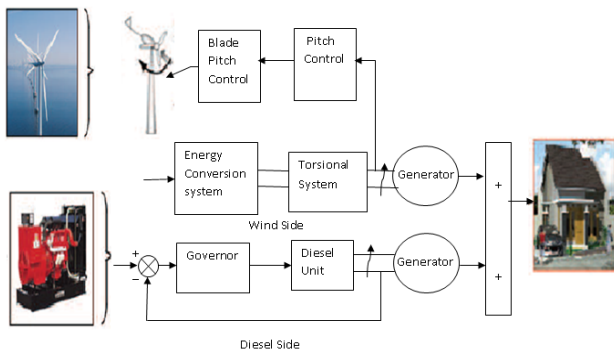 Blade
Pitch
Control
Pitch
Control
Energy
Conversion
system
Torsional
System
Generator
+
Wind Side
+
−
Governor
Diesel
Unit
Generator
+
Diesel Side